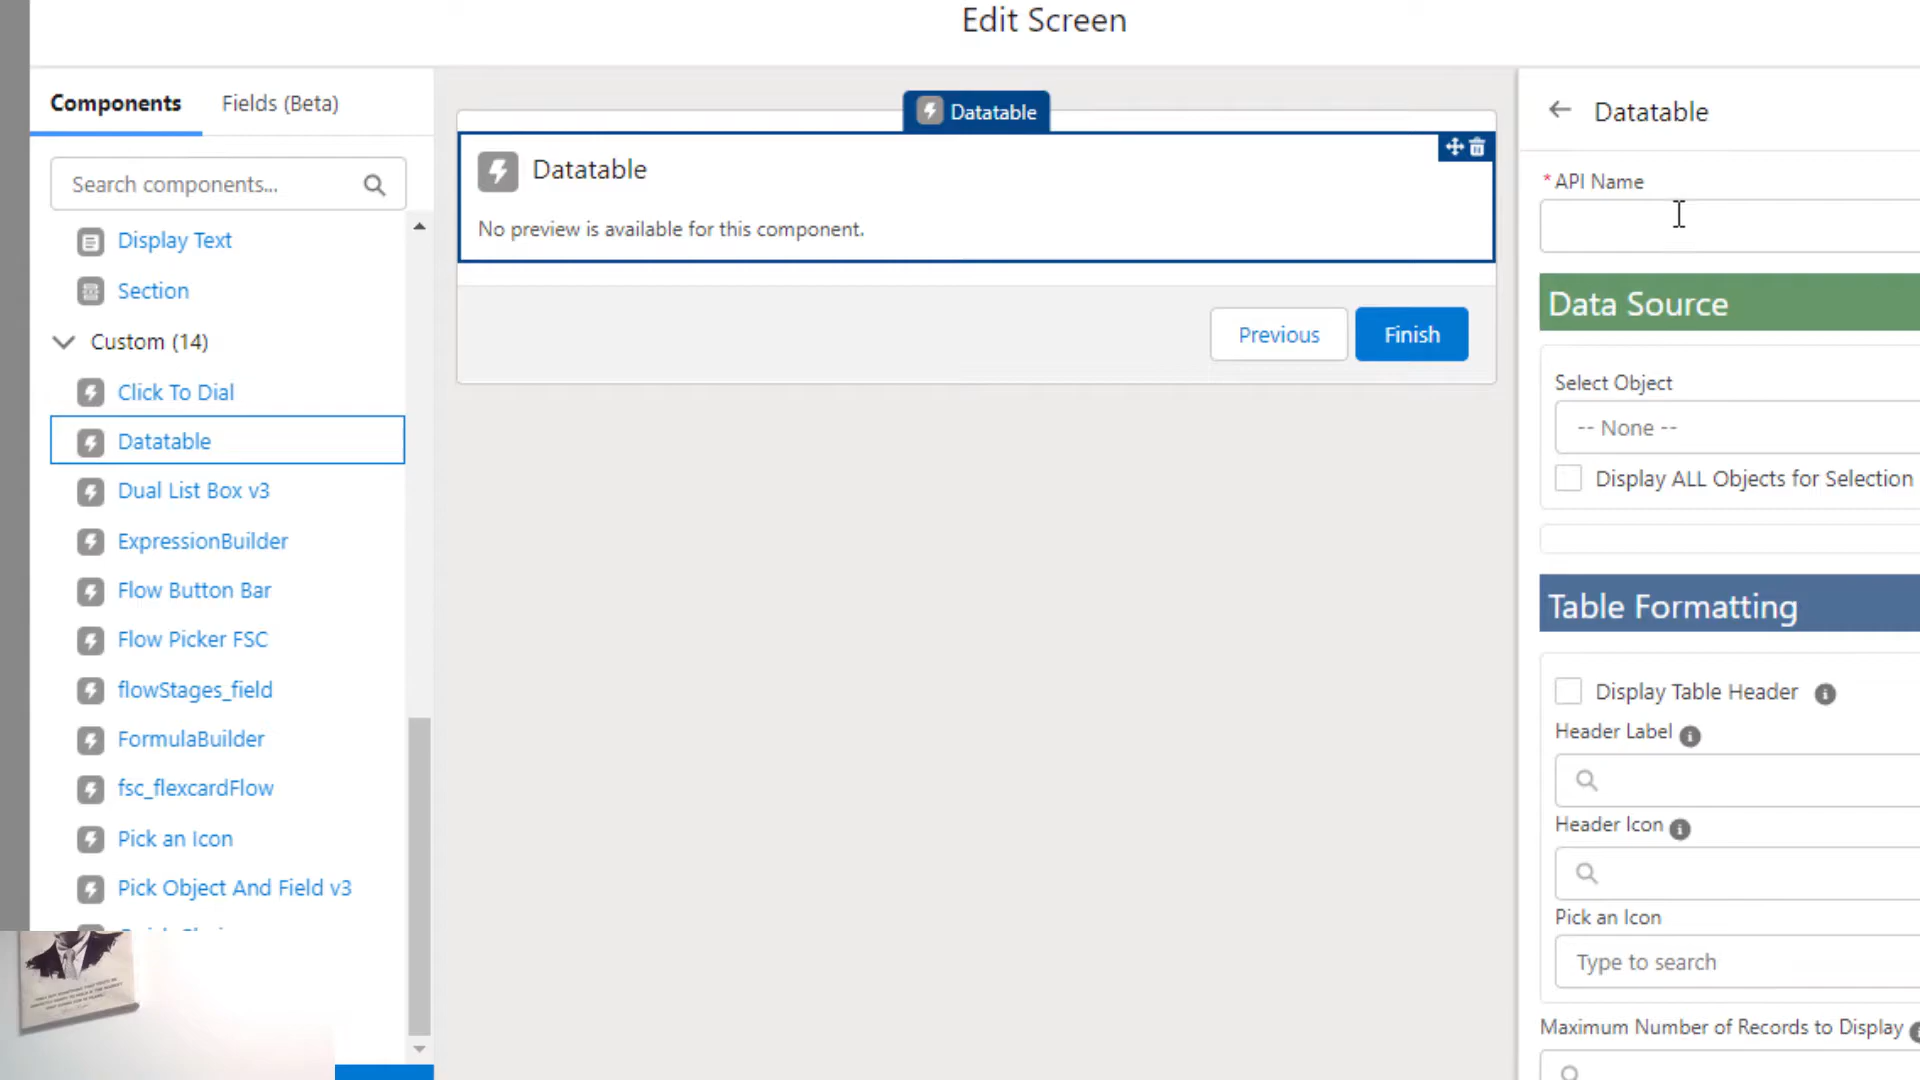 Edit Screen
Components
Fields (Beta)
Search components...
Display Text
Section
Custom (14)
Click To Dial
Datatable
Dual List Box v3
ExpressionBuilder
Flow Button Bar
Flow Picker FSC
flowStages_field
FormulaBuilder
fsc_flexcardFlow
Pick an Icon
Pick Object And Field v3
Datatable
Datatable
No preview is available for this component.
Previous
Finish
Datatable
* API Name
Data Source
Select Object
-- None --
Display ALL Objects for Selection
Table Formatting
Display Table Header
Header Label
Header Icon
Pick an Icon
Type to search
Maximum Number of Records to Display